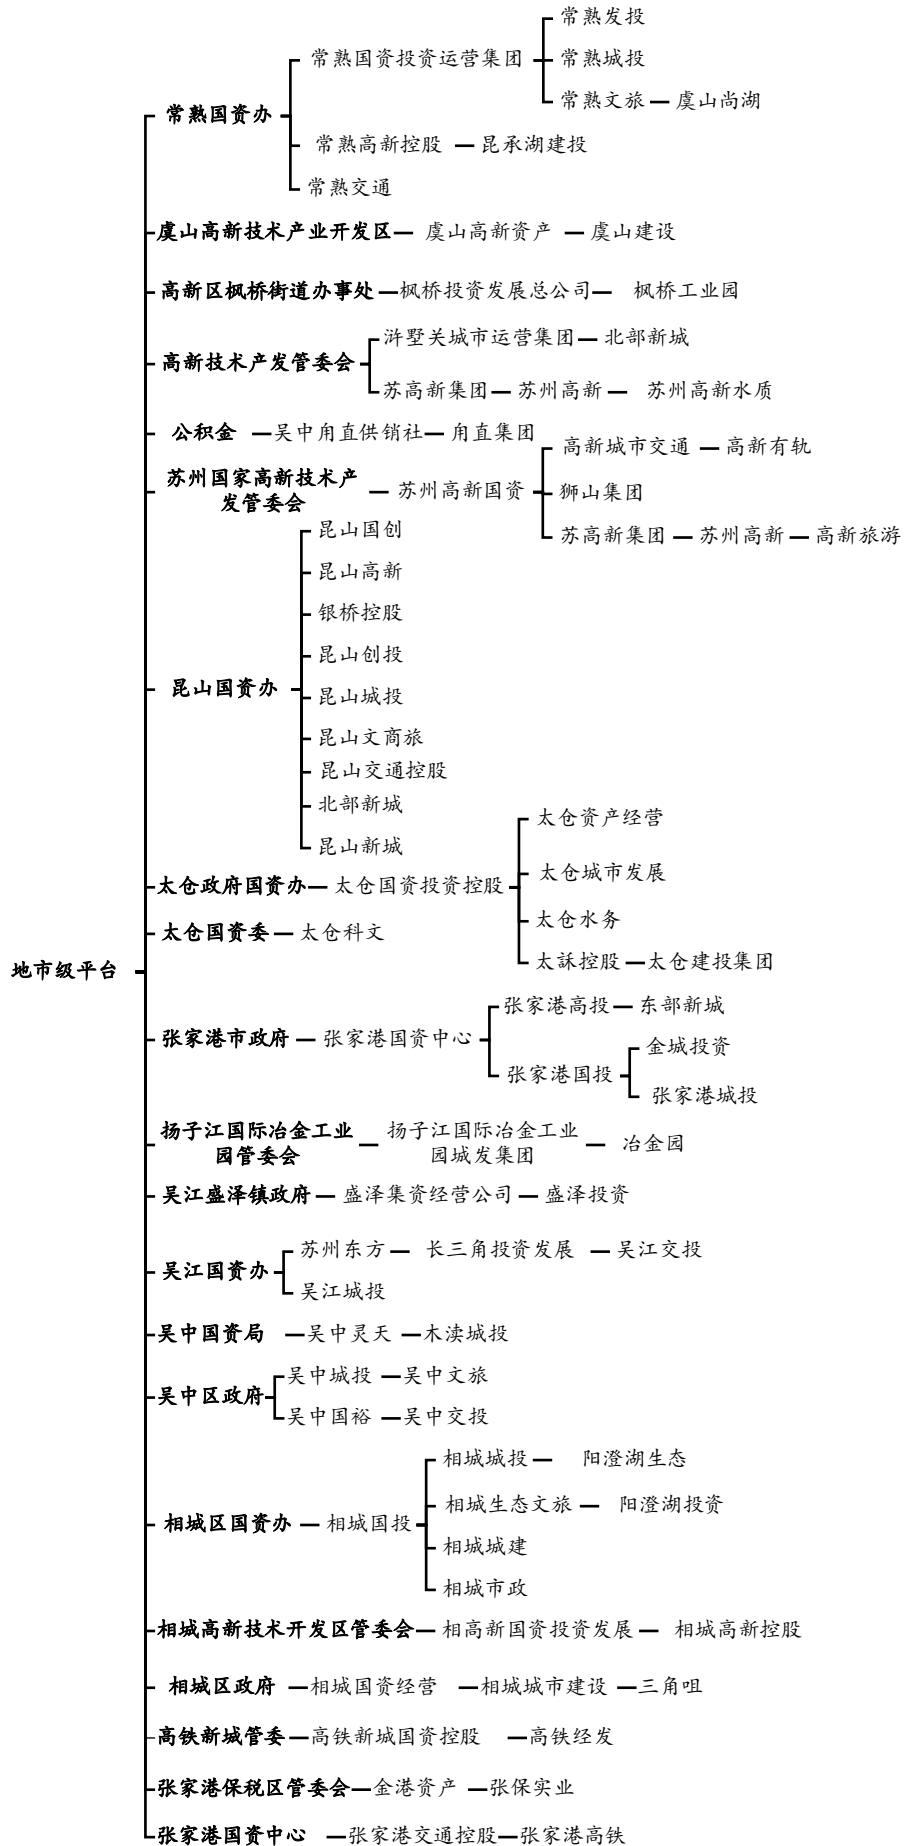 地市级平台
常熟国资办
常熟国资投资运营集团
常熟发投
常熟城投
常熟文旅
虞山尚湖
常熟高新控股
昆承湖建投
常熟交通
虞山高新技术产业开发区
虞山高新资产
虞山建设
高新区枫桥街道办事处
枫桥投资发展总公司
枫桥工业园
高新技术产发管委会
浒墅关城市运营集团
北部新城
苏高新集团
苏州高新
苏州高新水质
公积金
吴中甪直供销社
甪直集团
苏州国家高新技术产
发管委会
苏州高新国资
高新城市交通
高新有轨
狮山集团
苏高新集团
苏州高新
高新旅游
昆山国资办
昆山国创
昆山高新
银桥控股
昆山创投
昆山城投
昆山文商旅
昆山交通控股
北部新城
昆山新城
太仓政府国资办
太仓国资投资控股
太仓资产经营
太仓城市发展
太仓水务
太訸控股
太仓建投集团
太仓国资委
太仓科文
张家港市政府
张家港国资中心
张家港高投
东部新城
张家港国投
金城投资
张家港城投
扬子江国际冶金工业
园管委会
扬子江国际冶金工业
园城发集团
冶金园
吴江盛泽镇政府
盛泽集资经营公司
盛泽投资
吴江国资办
苏州东方
长三角投资发展
吴江交投
吴江城投
吴中国资局
吴中灵天
木渎城投
吴中区政府
吴中城投
吴中文旅
吴中国裕
吴中交投
相城区国资办
相城国投
相城城投
阳澄湖生态
相城生态文旅
阳澄湖投资
相城城建
相城市政
相城高新技术开发区管委会
相高新国资投资发展
相城高新控股
相城区政府
相城国资经营
相城城市建设
三角咀
高铁新城管委
高铁新城国资控股
高铁经发
张家港保税区管委会
金港资产
张保实业
张家港国资中心
张家港交通控股
张家港高铁